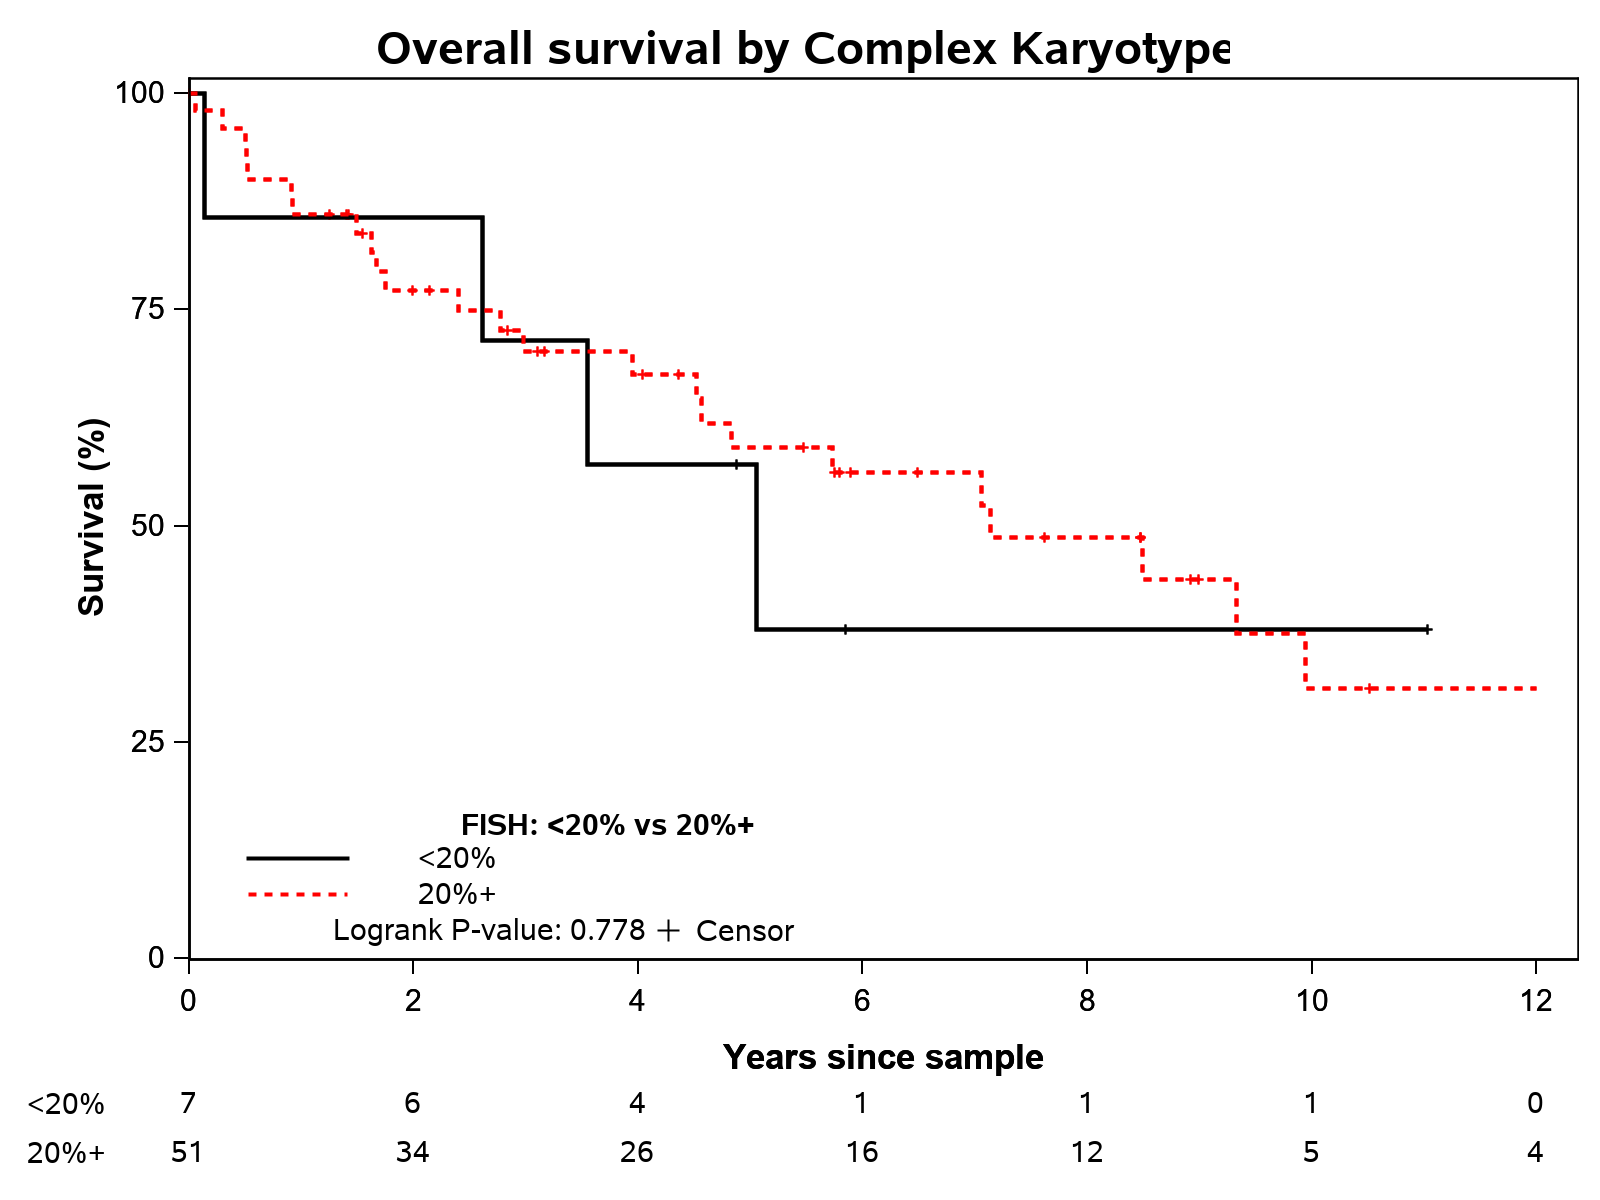 Overall survival by Complex Karyotype
100
75
50
25
0
Survival (%)
FISH: <20% vs 20%+
<20%
20%+
Logrank P-value: 0.778 + Censor
0 2 4 6 8 10 12
Years since sample
<20% 7 6 4 1 1 1 0
20%+ 51 34 26 16 12 5 4